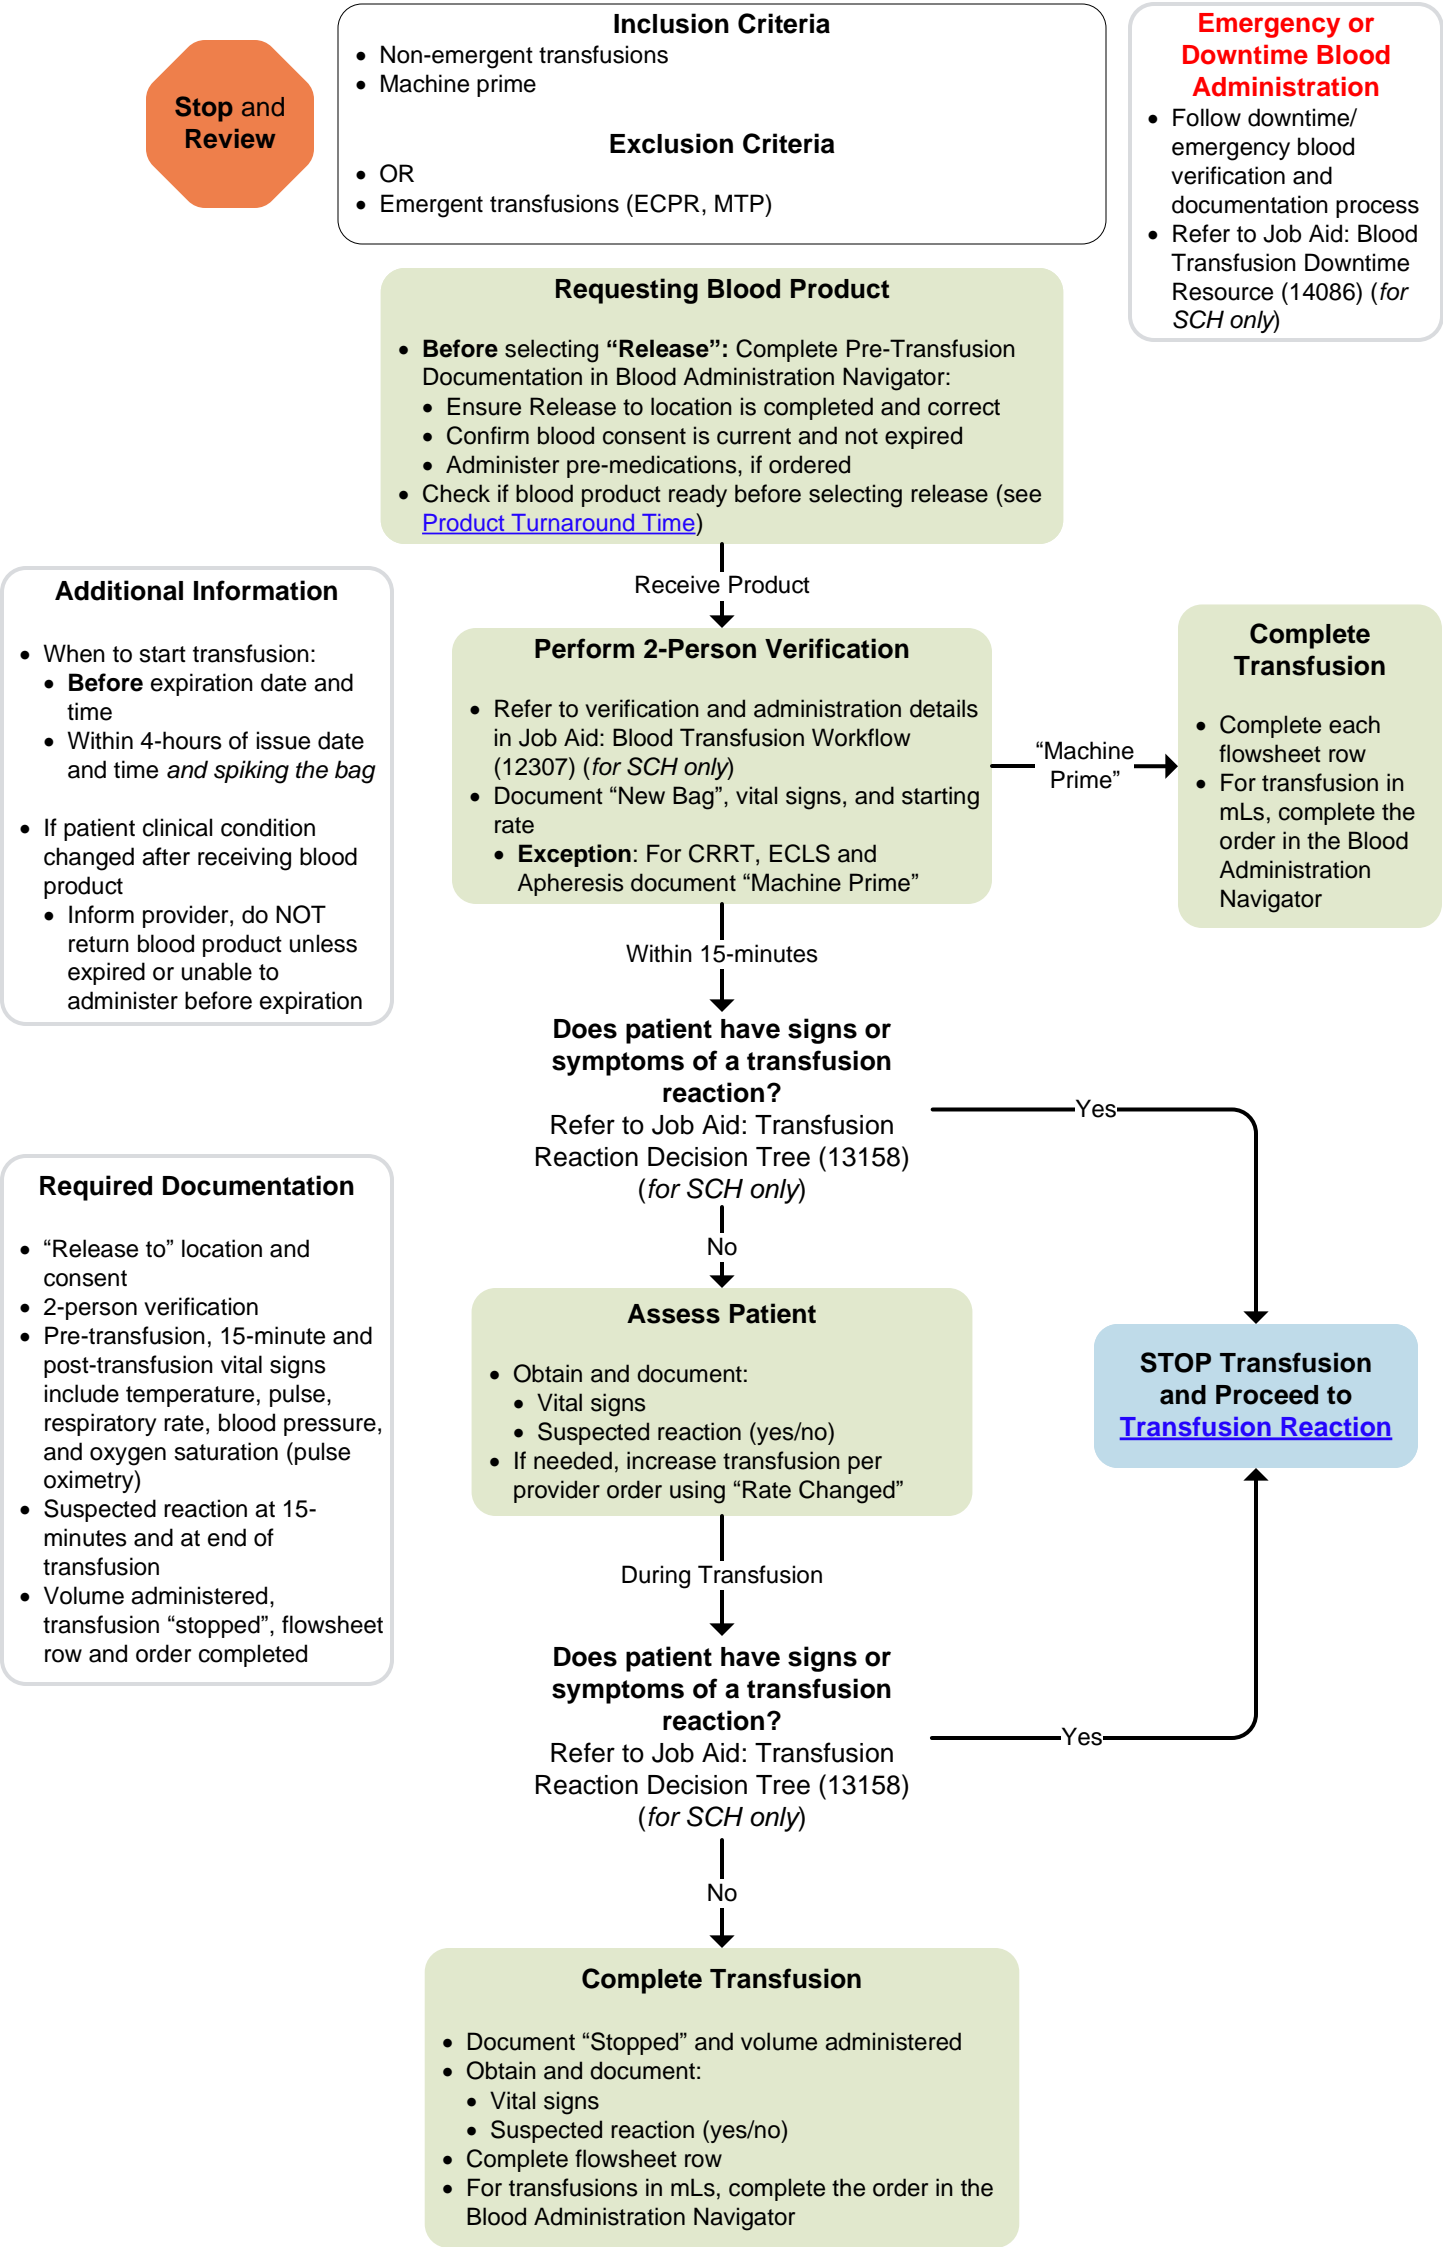 Stop and
Review
Inclusion Criteria
• Non-emergent transfusions
• Machine prime
Exclusion Criteria
• OR
• Emergent transfusions (ECPR, MTP)
Emergency or
Downtime Blood
Administration
• Follow downtime/
emergency blood
verification and
documentation process
• Refer to Job Aid: Blood
Transfusion Downtime
Resource (14086) (for
SCH only)
Requesting Blood Product
• Before selecting “Release”: Complete Pre-Transfusion
Documentation in Blood Administration Navigator:
• Ensure Release to location is completed and correct
• Confirm blood consent is current and not expired
• Administer pre-medications, if ordered
• Check if blood product ready before selecting release (see
Product Turnaround Time)
Receive Product
Additional Information
• When to start transfusion:
• Before expiration date and
time
• Within 4-hours of issue date
and time and spiking the bag
• If patient clinical condition
changed after receiving blood
product
• Inform provider, do NOT
return blood product unless
expired or unable to
administer before expiration
Perform 2-Person Verification
• Refer to verification and administration details
in Job Aid: Blood Transfusion Workflow
(12307) (for SCH only)
• Document “New Bag”, vital signs, and starting
rate
• Exception: For CRRT, ECLS and
Apheresis document “Machine Prime”
“Machine
Prime”
Complete
Transfusion
• Complete each
flowsheet row
• For transfusion in
mLs, complete the
order in the Blood
Administration
Navigator
Within 15-minutes
Does patient have signs or
symptoms of a transfusion
reaction?
Refer to Job Aid: Transfusion
Reaction Decision Tree (13158)
(for SCH only)
Yes
No
Required Documentation
• “Release to” location and
consent
• 2-person verification
• Pre-transfusion, 15-minute and
post-transfusion vital signs
include temperature, pulse,
respiratory rate, blood pressure,
and oxygen saturation (pulse
oximetry)
• Suspected reaction at 15-
minutes and at end of
transfusion
• Volume administered,
transfusion “stopped”, flowsheet
row and order completed
Assess Patient
• Obtain and document:
• Vital signs
• Suspected reaction (yes/no)
• If needed, increase transfusion per
provider order using “Rate Changed”
STOP Transfusion
and Proceed to
Transfusion Reaction
During Transfusion
Does patient have signs or
symptoms of a transfusion
reaction?
Refer to Job Aid: Transfusion
Reaction Decision Tree (13158)
(for SCH only)
Yes
No
Complete Transfusion
• Document “Stopped” and volume administered
• Obtain and document:
• Vital signs
• Suspected reaction (yes/no)
• Complete flowsheet row
• For transfusions in mLs, complete the order in the
Blood Administration Navigator